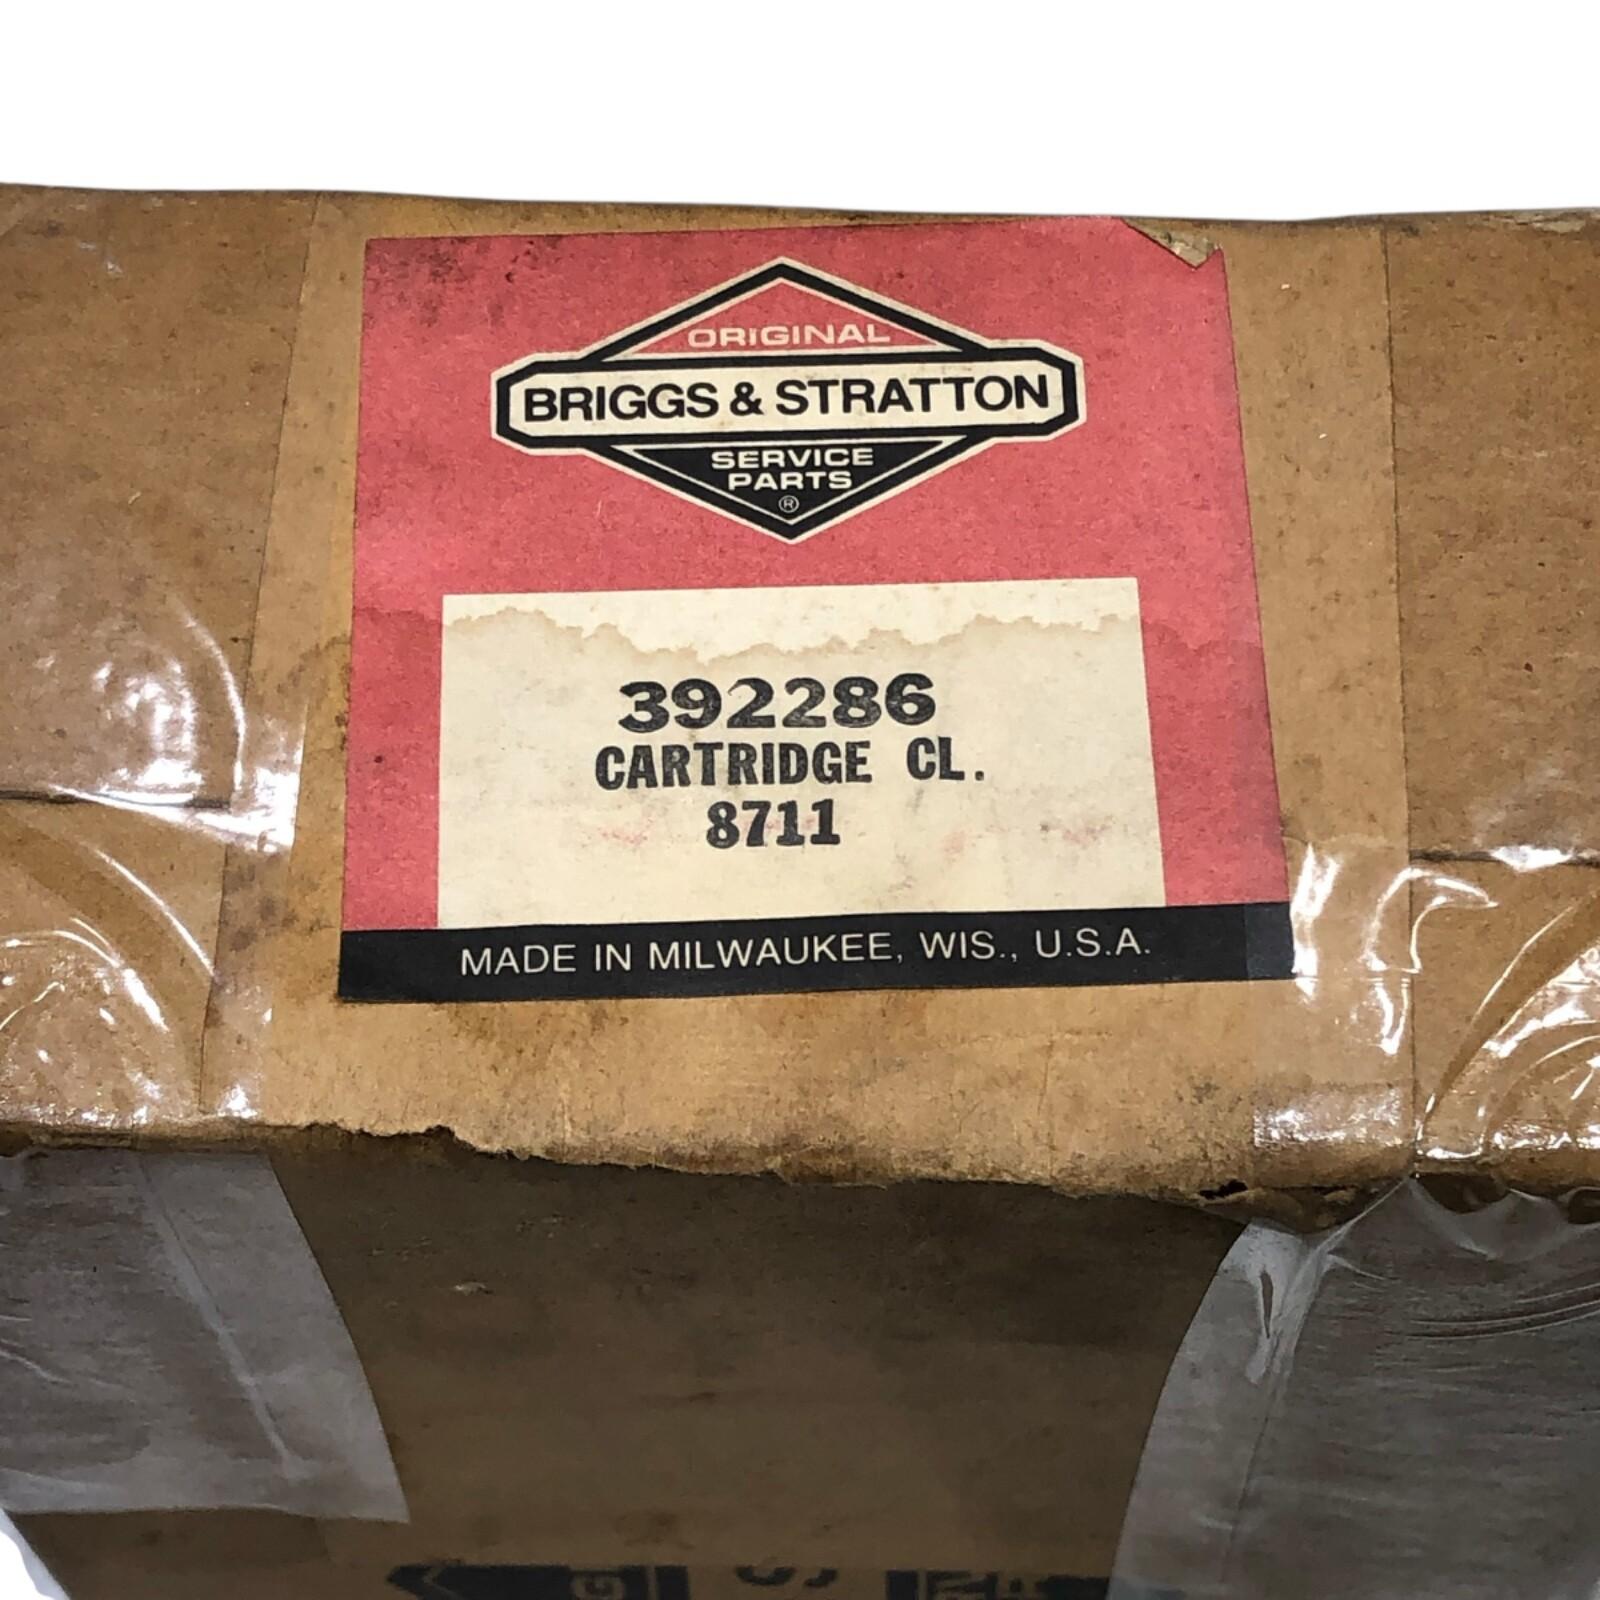 ORIGINAL
BRIGGS & STRATTON
SERVICE
PARTS
®
392286
CARTRIDGE CL.
8711
MADE IN MILWAUKEE, WIS., U.S.A.